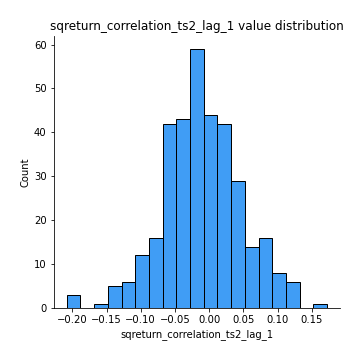 sqreturn_correlation_ts2_lag_1 value distribution
60
50
40
30
20
10
0
Count
−0.20 −0.15 −0.10 −0.05 0.00 0.05 0.10 0.15
sqreturn_correlation_ts2_lag_1